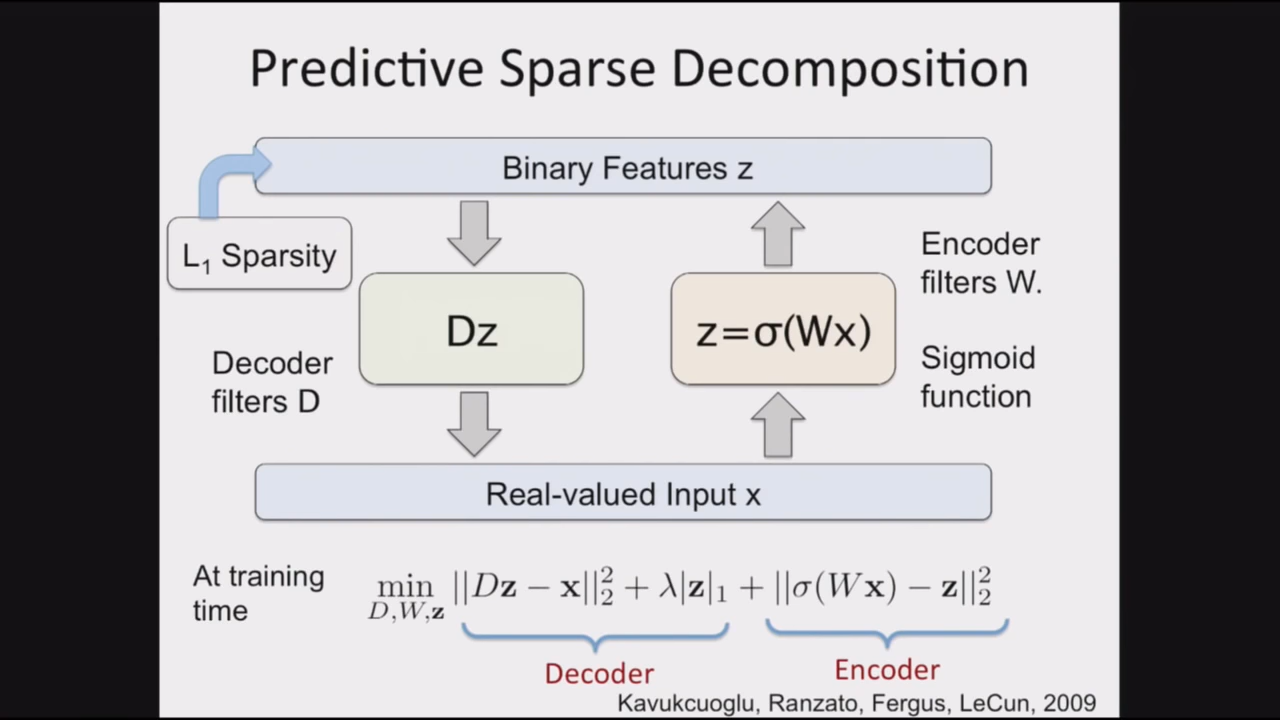 Predictive Sparse Decomposition
Binary Features z
L₁ Sparsity
Encoder
filters W.
Dz
z=σ(Wx)
Decoder
filters D
Sigmoid
function
Real-valued Input x
At training
time
min ||Dz − x||₂² + λ|z|₁ + ||σ(Wx) − z||₂²
D,W,z
Decoder
Encoder
Kavukcuoglu, Ranzato, Fergus, LeCun, 2009